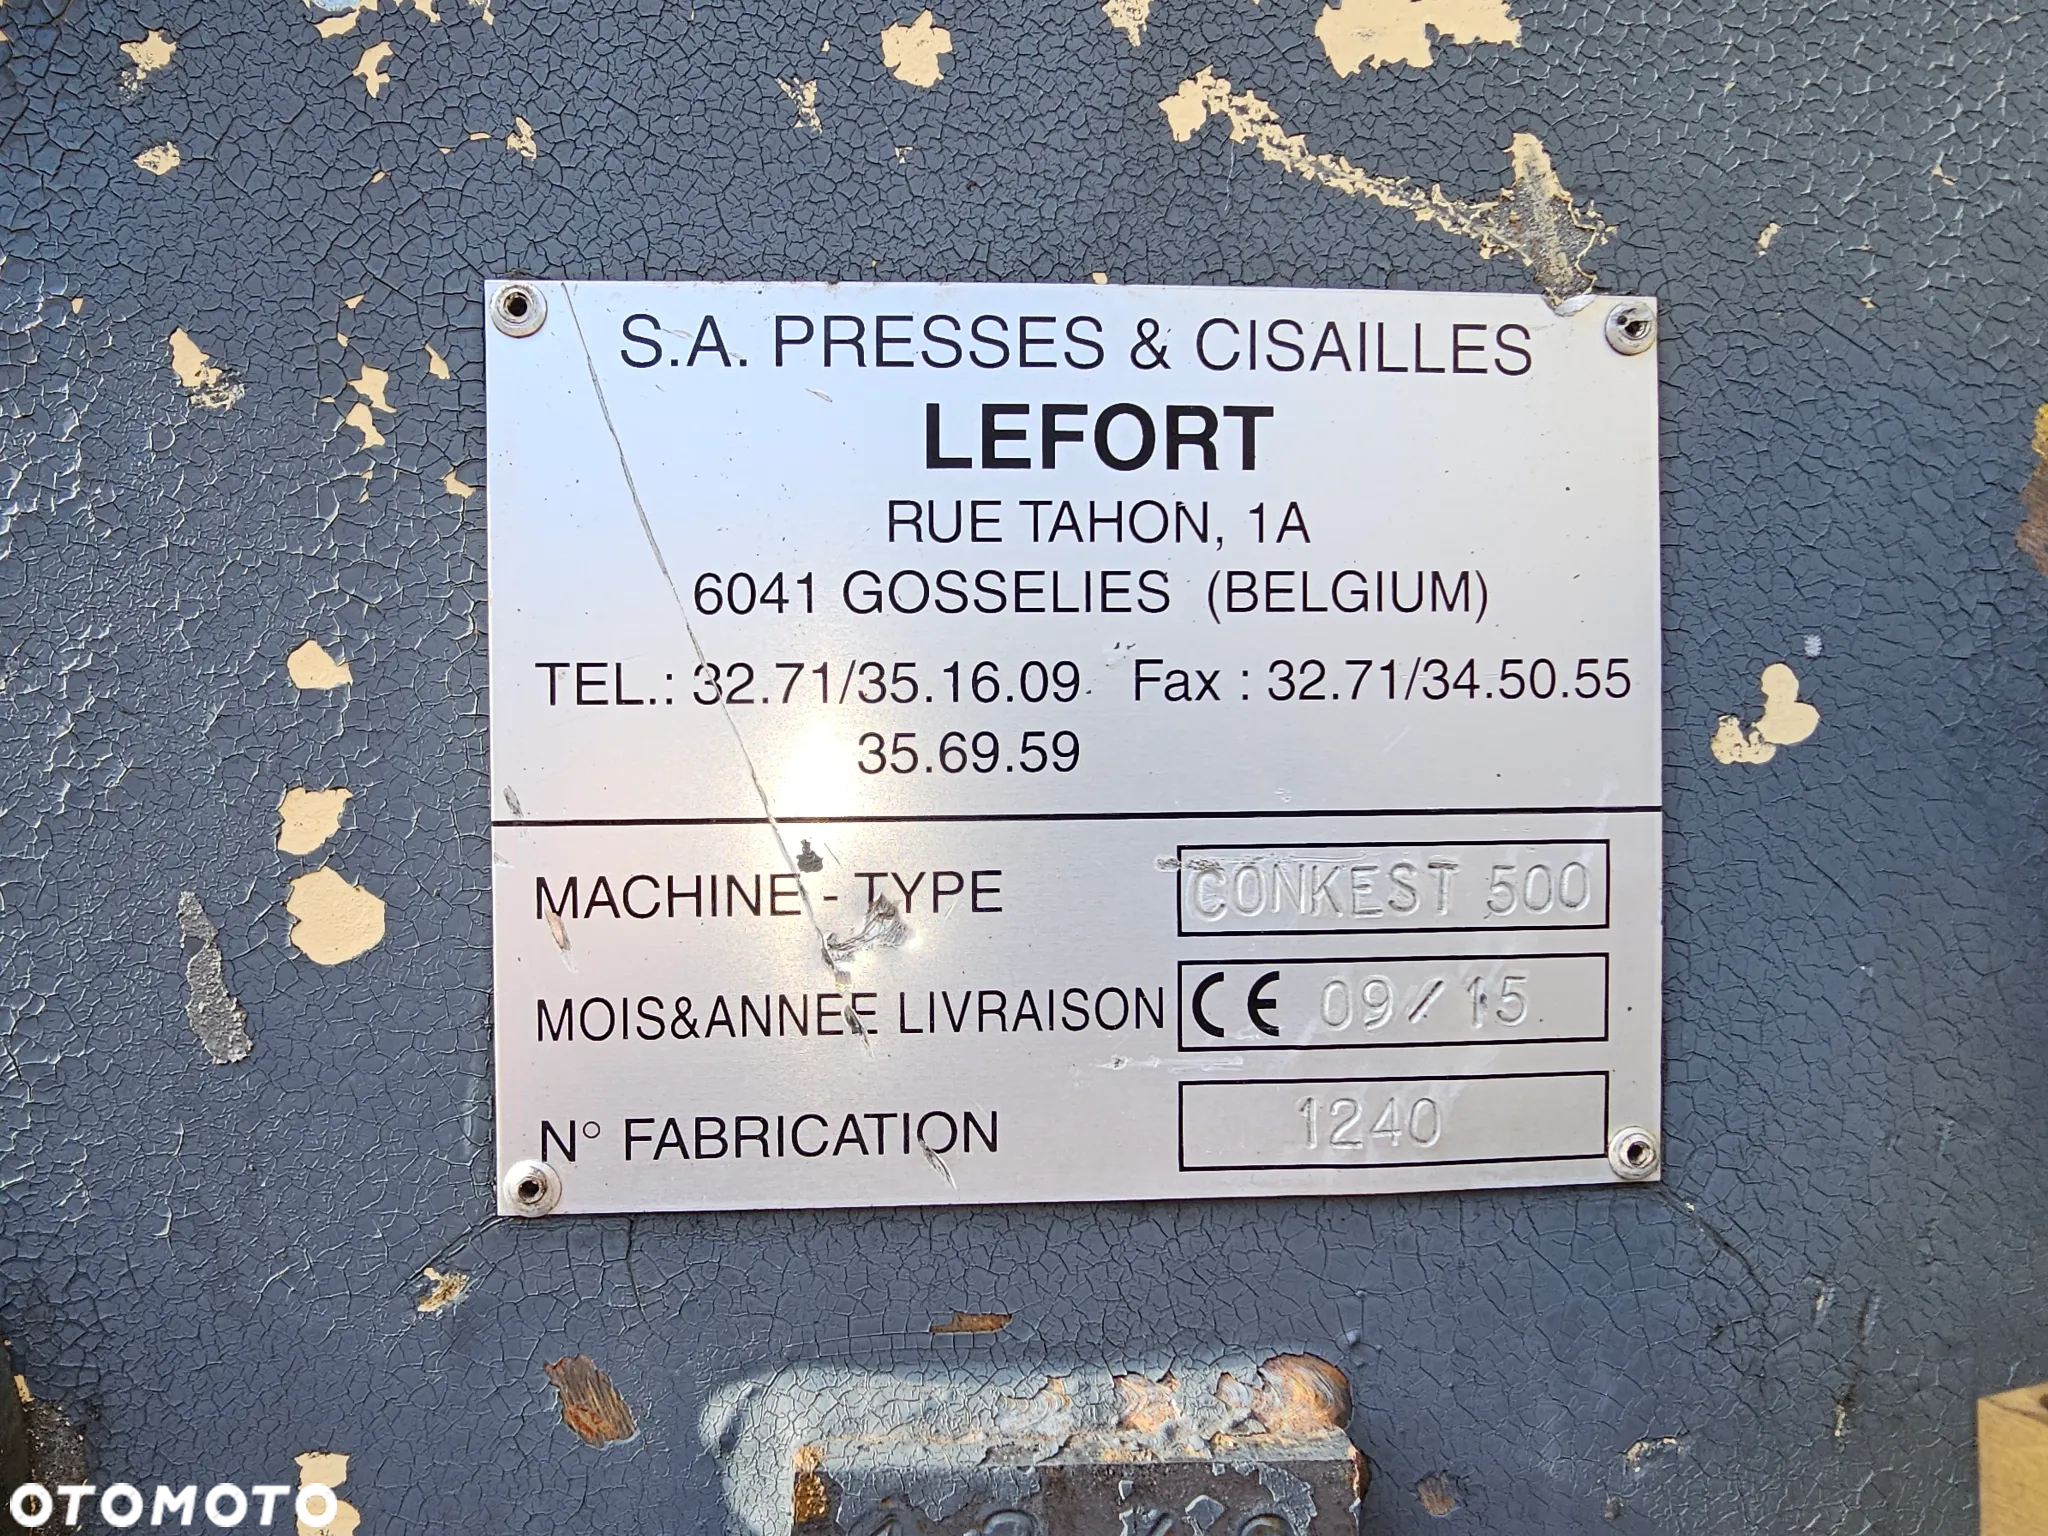 S.A. PRESSES & CISAILLES
LEFORT
RUE TAHON, 1A
6041 GOSSELIES (BELGIUM)
TEL.: 32.71/35.16.09 Fax : 32.71/34.50.55
35.69.59
MACHINE - TYPE CONKEST 500
MOIS&ANNEE LIVRAISON CE 09/15
N° FABRICATION 1240
OTOMOTO